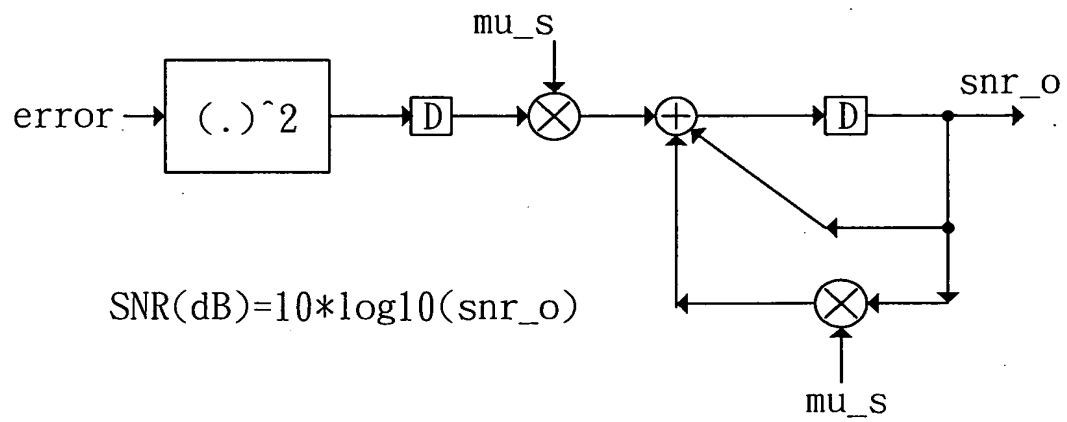 mu_s
snr_o
error
(.)^2
D
D
SNR(dB)=10*log10(snr_o)
mu_s